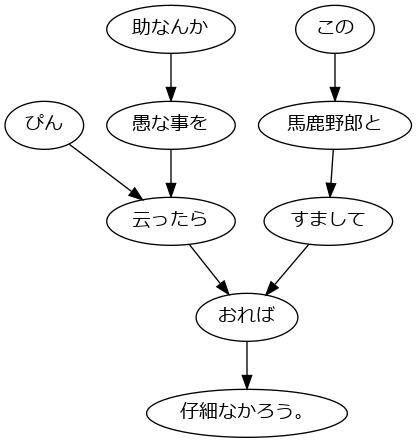 助なんか
この
ぴん
愚な事を
馬鹿野郎と
云ったら
すまして
おれば
仔細なかろう。